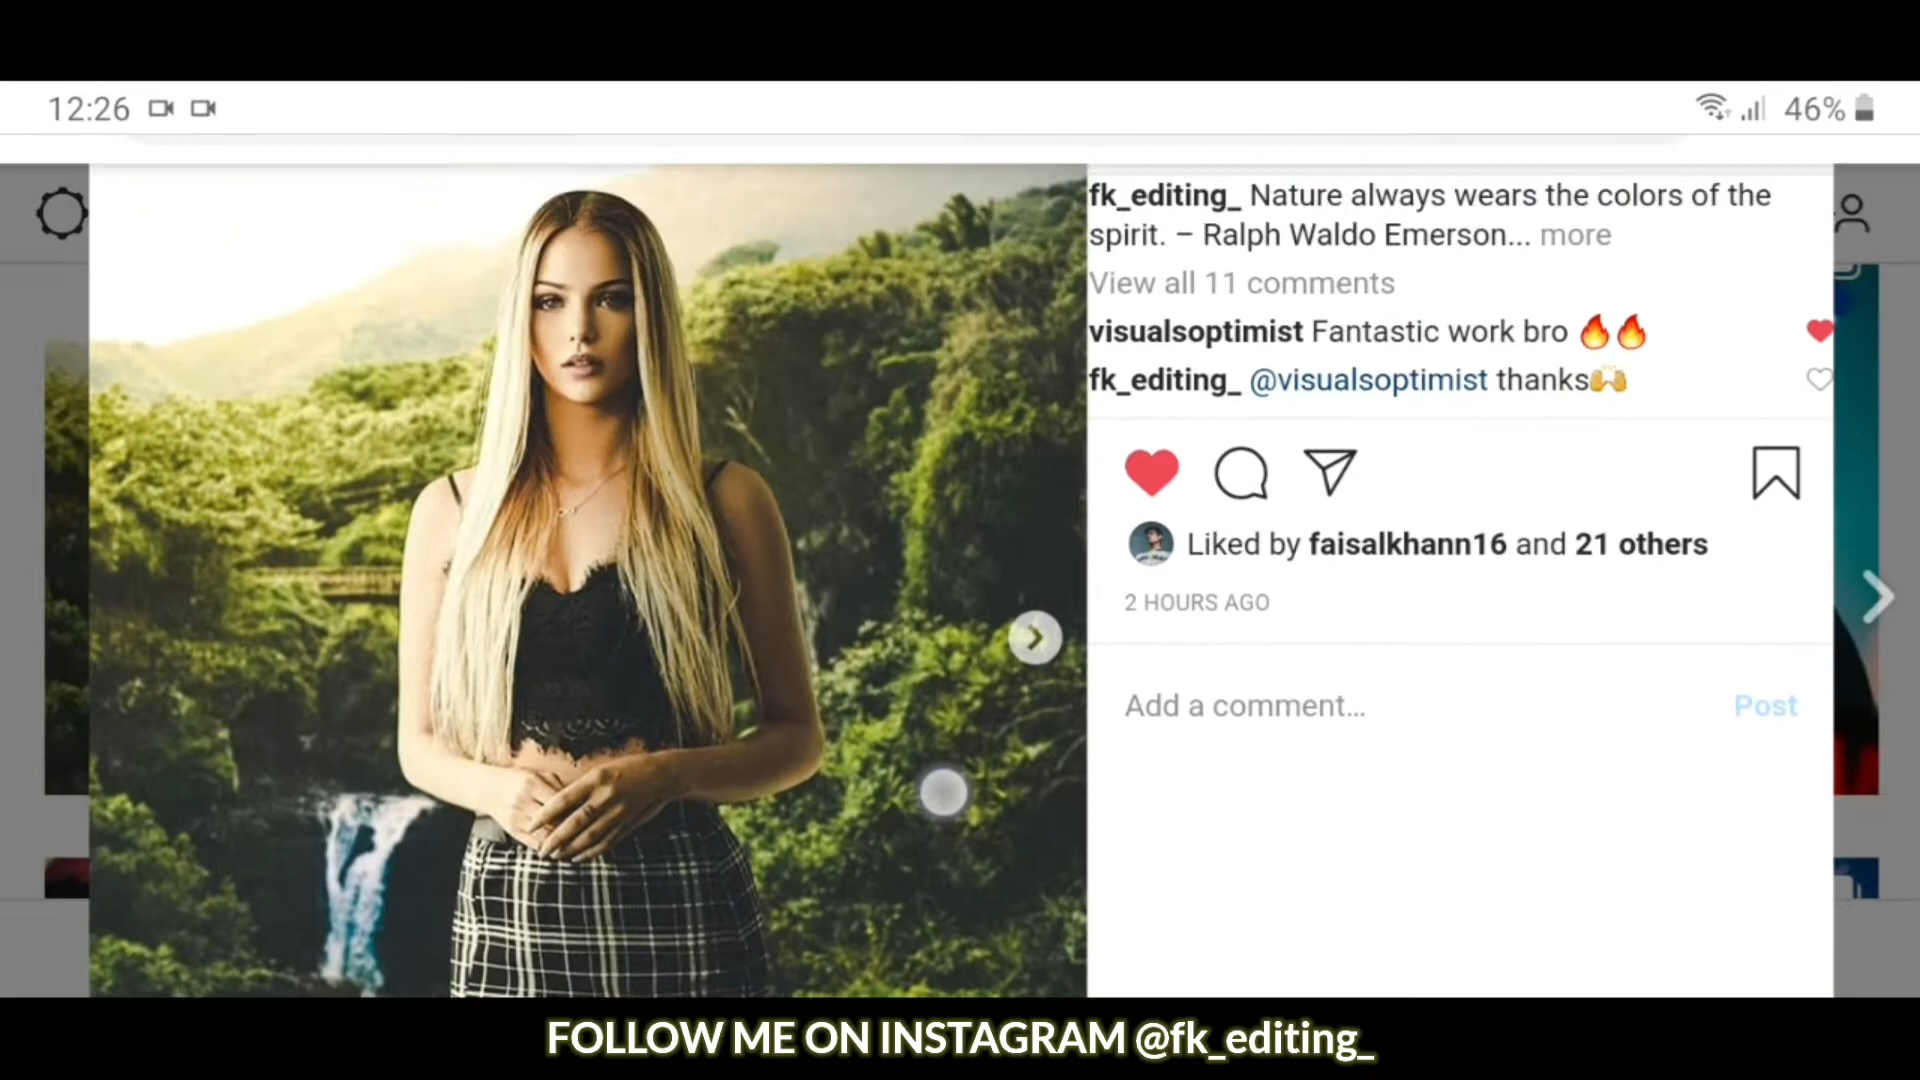 12:26
46%
fk_editing_ Nature always wears the colors of the
spirit. – Ralph Waldo Emerson... more
View all 11 comments
visualsoptimist Fantastic work bro 🔥🔥
fk_editing_ @visualsoptimist thanks🙌
Liked by faisalkhann16 and 21 others
2 HOURS AGO
Add a comment... Post
FOLLOW ME ON INSTAGRAM @fk_editing_